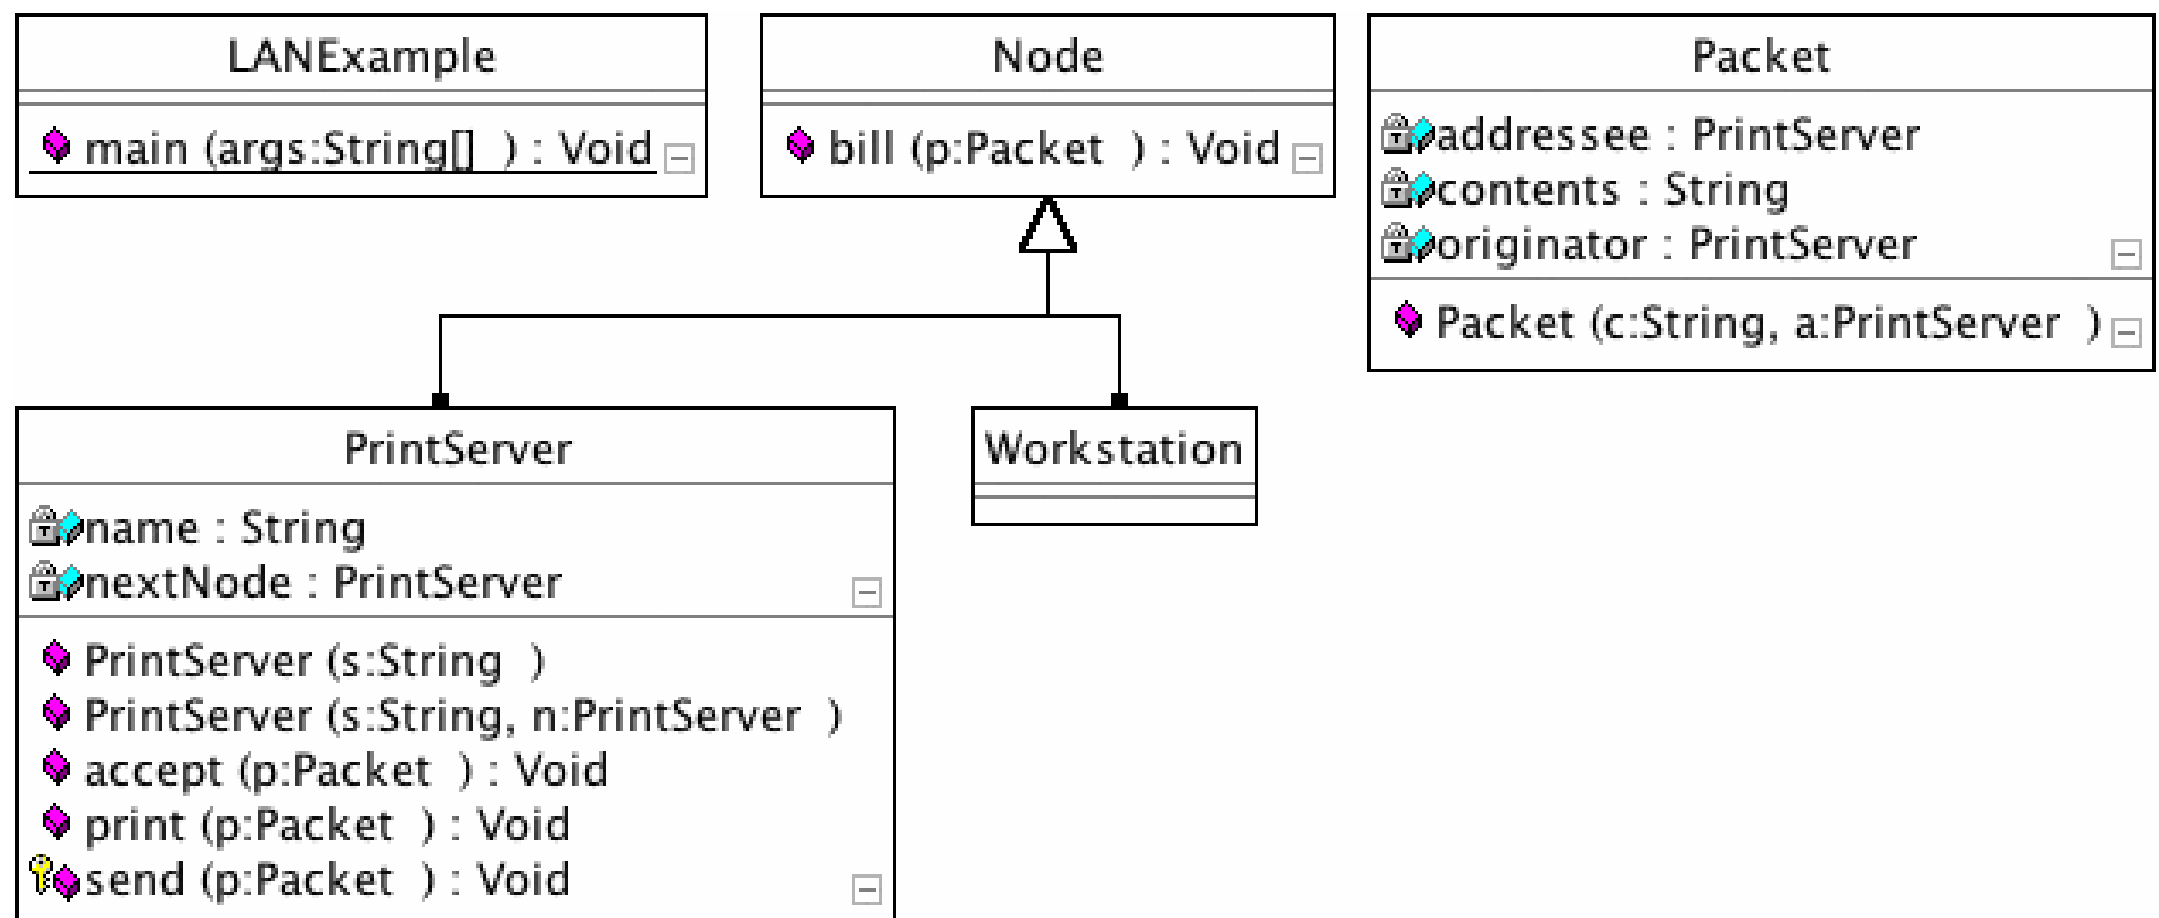 LANExample
main (args:String[] ) : Void
Node
bill (p:Packet ) : Void
Packet
addressee : PrintServer
contents : String
originator : PrintServer
Packet (c:String, a:PrintServer )
PrintServer
name : String
nextNode : PrintServer
PrintServer (s:String )
PrintServer (s:String, n:PrintServer )
accept (p:Packet ) : Void
print (p:Packet ) : Void
send (p:Packet ) : Void
Workstation